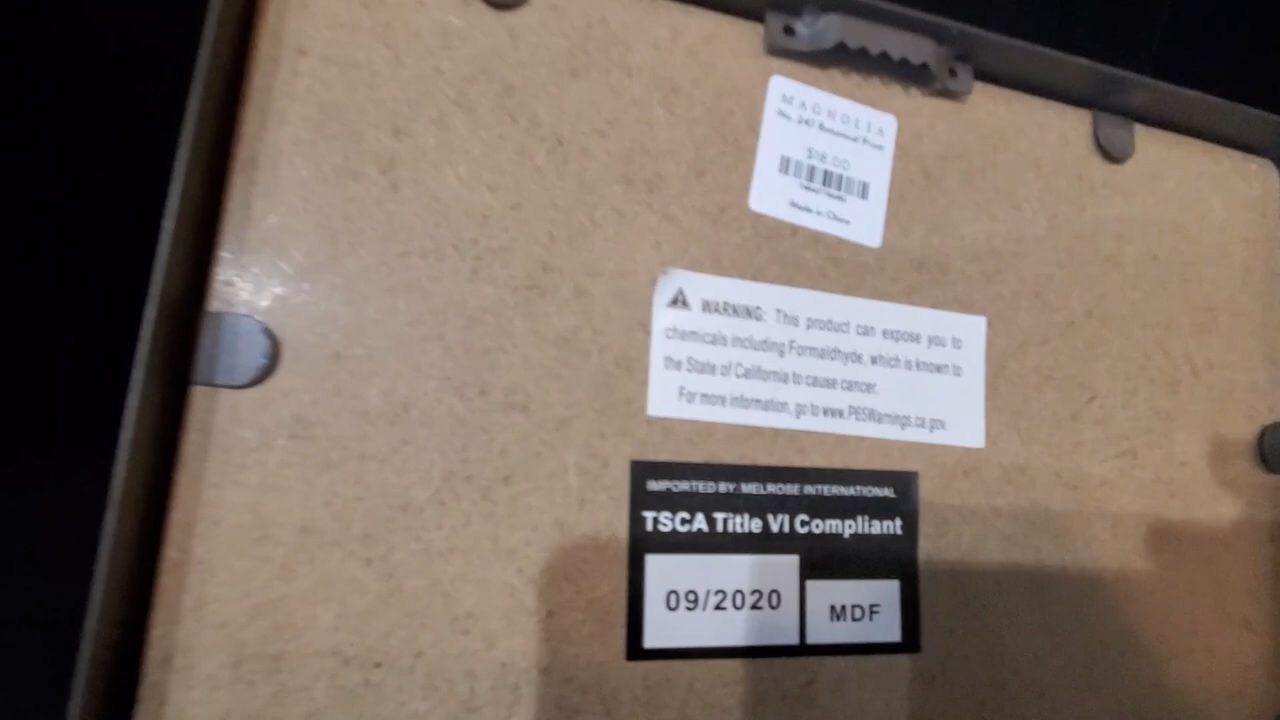 MAGNOLIA
No. 247 Botanical Print
$18.00
Made in China
WARNING: This product can expose you to
chemicals including Formaldhyde, which is known to
the State of California to cause cancer.
For more information, go to www.P65Warnings.ca.gov.
IMPORTED BY: MELROSE INTERNATIONAL
TSCA Title VI Compliant
09/2020
MDF